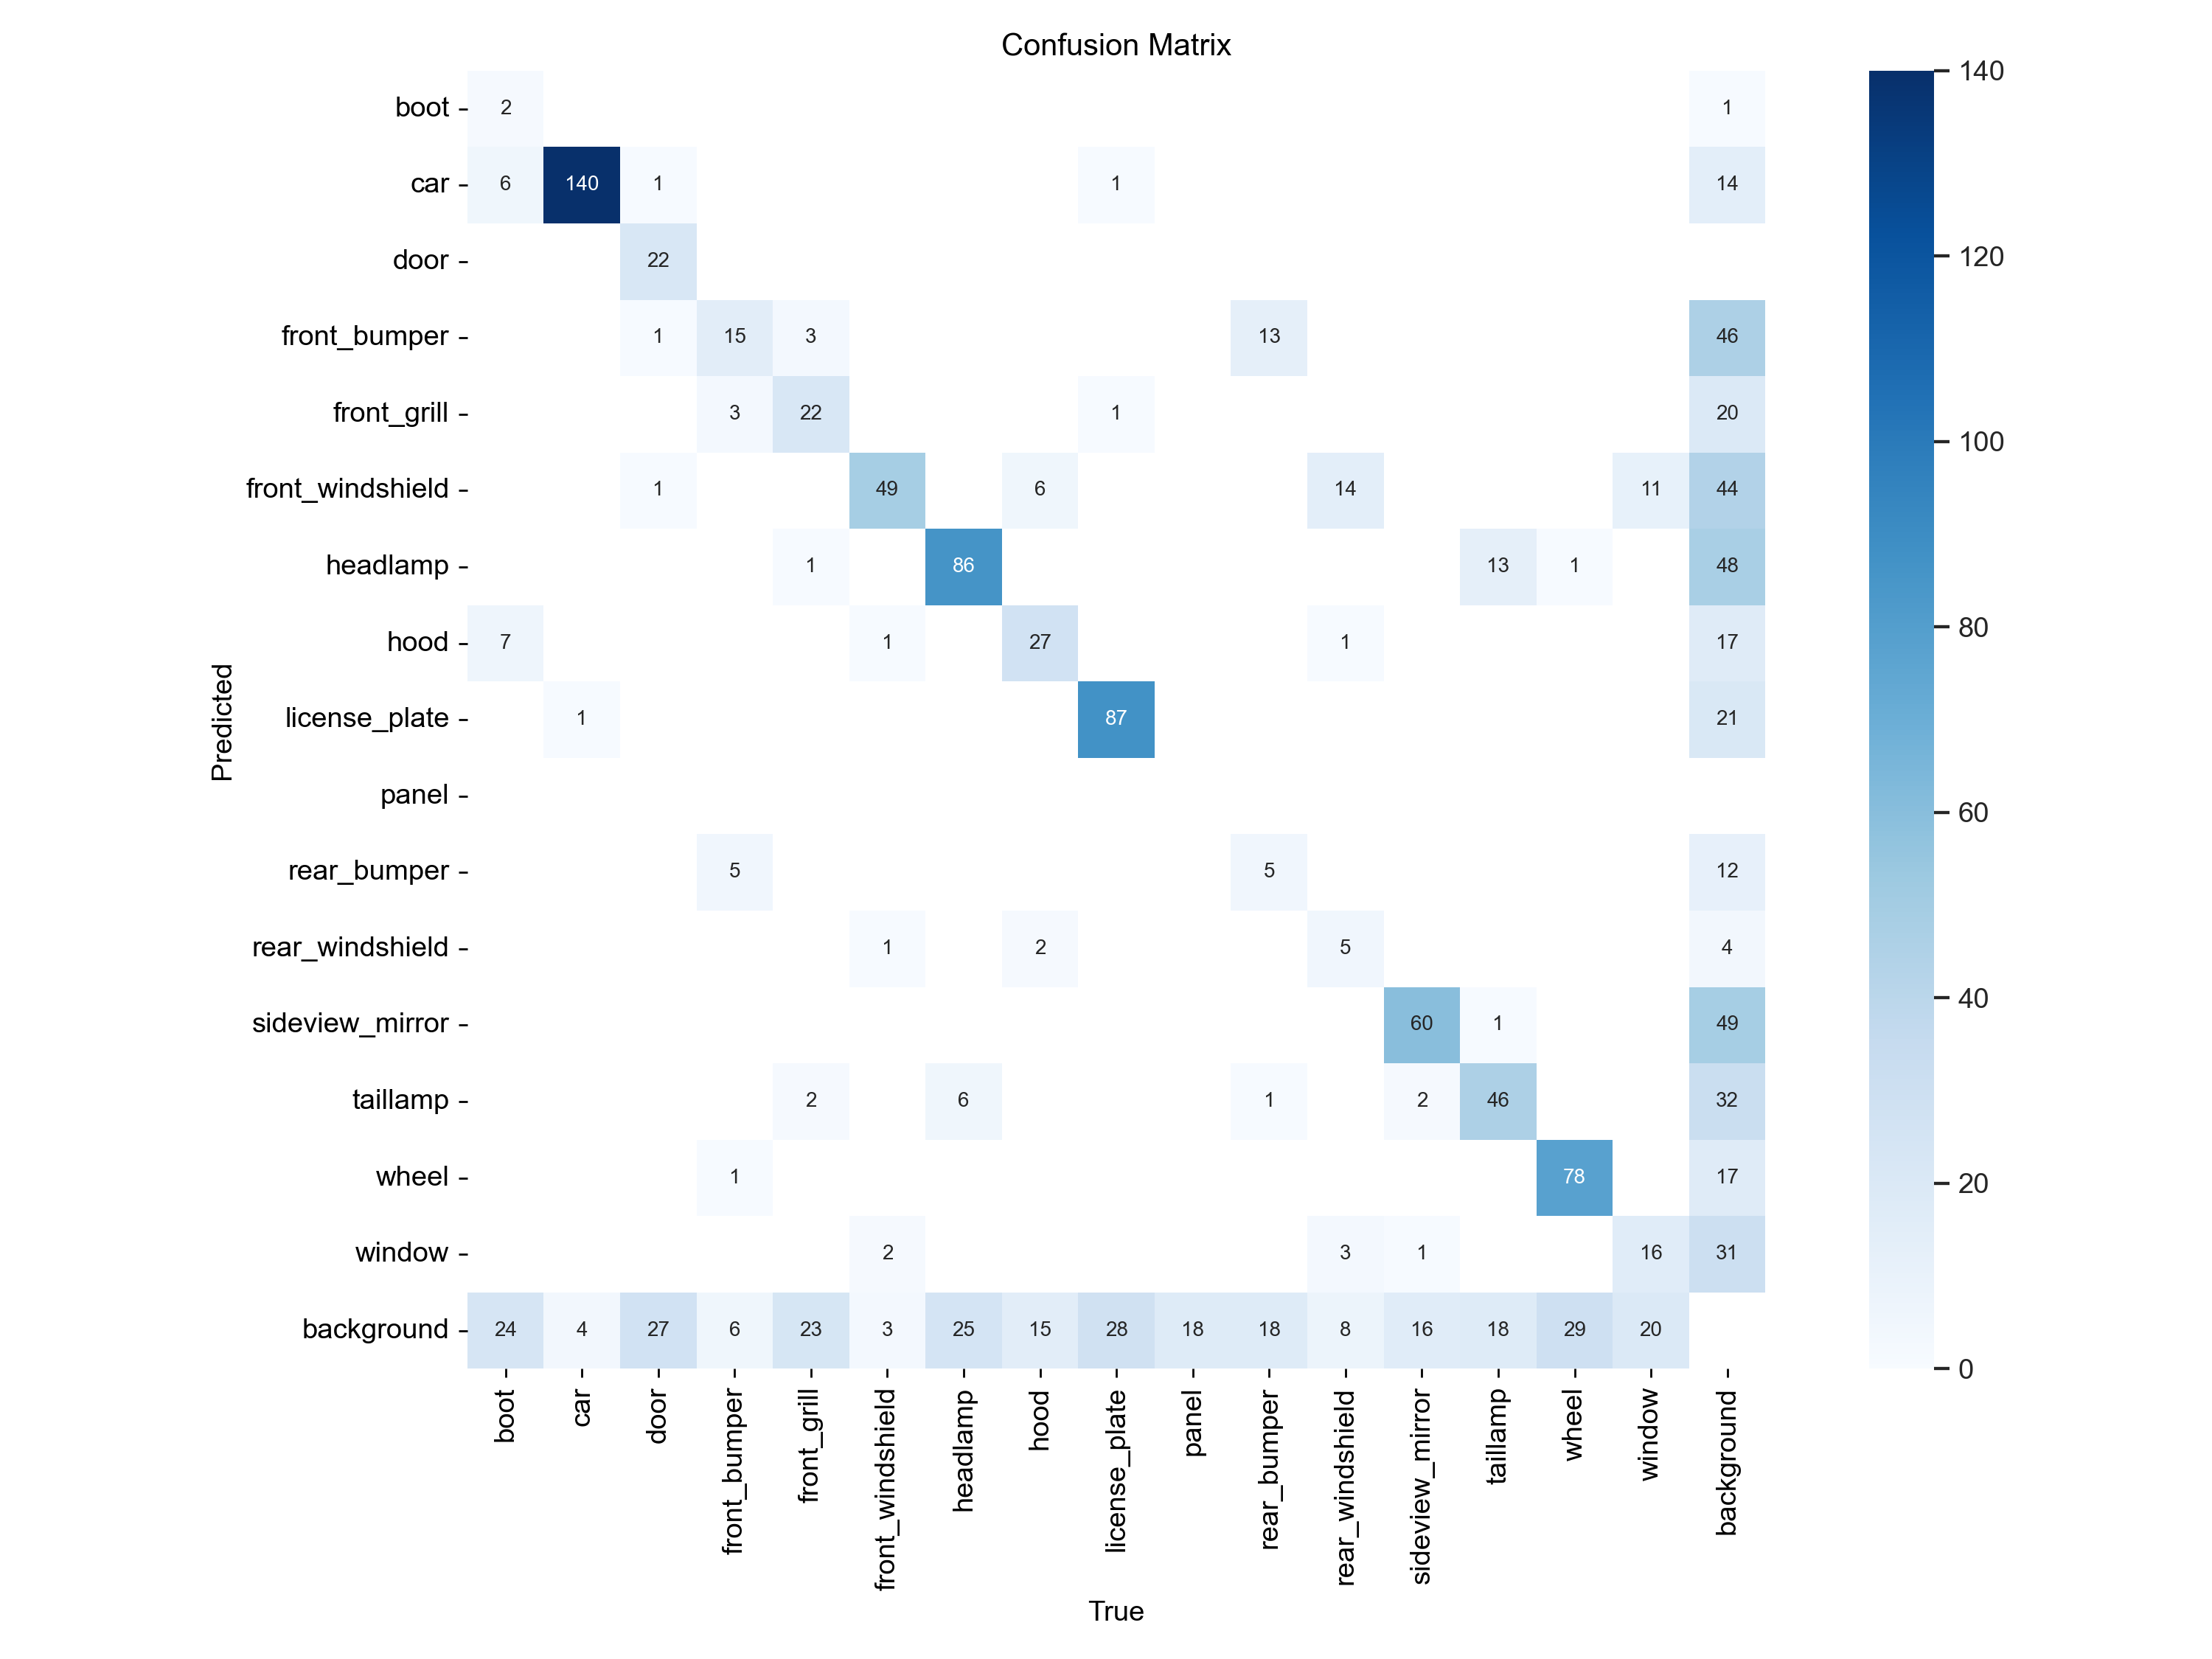 Confusion Matrix
boot 2 1
car 6 140 1 1 14
door 22
front_bumper 1 15 3 13 46
front_grill 3 22 1 20
front_windshield 1 49 6 14 11 44
headlamp 1 86 13 1 48
hood 7 1 27 1 17
license_plate 1 87 21
panel
rear_bumper 5 5 12
rear_windshield 1 2 5 4
sideview_mirror 60 1 49
taillamp 2 6 1 2 46 32
wheel 1 78 17
window 2 3 1 16 31
background 24 4 27 6 23 3 25 15 28 18 18 8 16 18 29 20
Predicted
boot
car
door
front_bumper
front_grill
front_windshield
headlamp
hood
license_plate
panel
rear_bumper
rear_windshield
sideview_mirror
taillamp
wheel
window
background
True
140
120
100
80
60
40
20
0